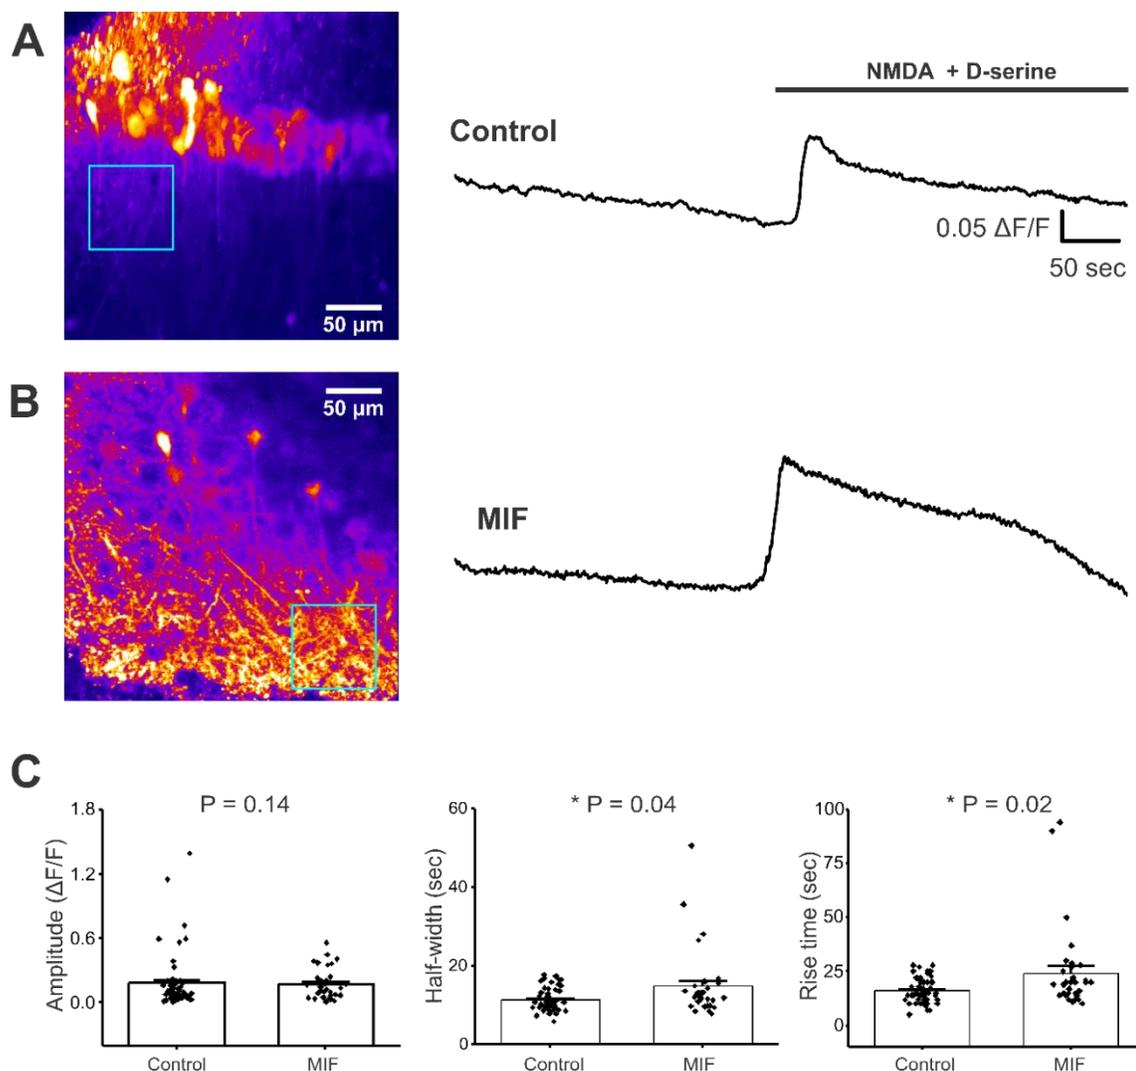 A
50 μm
NMDA + D-serine
Control
0.05 ΔF/F
50 sec
B
50 μm
MIF
C
P = 0.14
Amplitude (ΔF/F)
1.8
1.2
0.6
0.0
Control
MIF
* P = 0.04
Half-width (sec)
60
40
20
0
Control
MIF
* P = 0.02
Rise time (sec)
100
75
50
25
0
Control
MIF